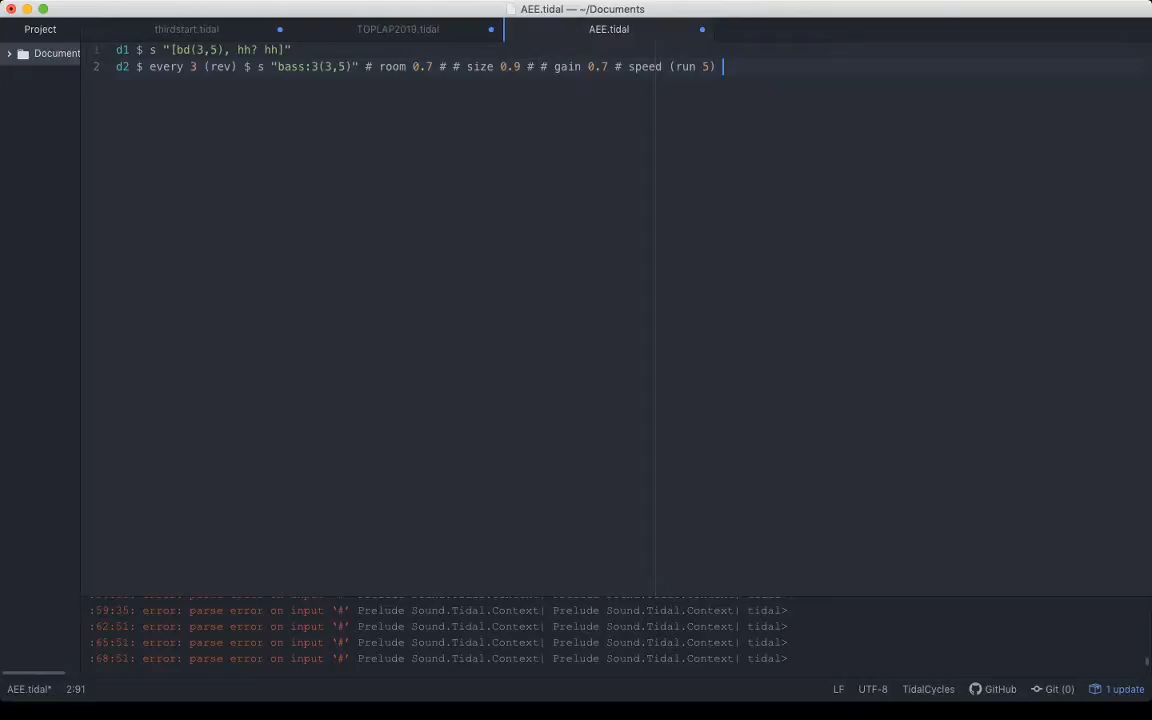 AEE.tidal — ~/Documents
Project
thirdstart.tidal
TOPLAP2019.tidal
AEE.tidal
Document
1 d1 $ s "[bd(3,5), hh? hh]"
2 d2 $ every 3 (rev) $ s "bass:3(3,5)" # room 0.7 # # size 0.9 # # gain 0.7 # speed (run 5)
:59:35: error: parse error on input ‘#’ Prelude Sound.Tidal.Context| Prelude Sound.Tidal.Context| tidal>
:62:51: error: parse error on input ‘#’ Prelude Sound.Tidal.Context| Prelude Sound.Tidal.Context| tidal>
:65:51: error: parse error on input ‘#’ Prelude Sound.Tidal.Context| Prelude Sound.Tidal.Context| tidal>
:68:51: error: parse error on input ‘#’ Prelude Sound.Tidal.Context| Prelude Sound.Tidal.Context| tidal>
AEE.tidal* 2:91 LF UTF-8 TidalCycles GitHub Git (0) 1 update